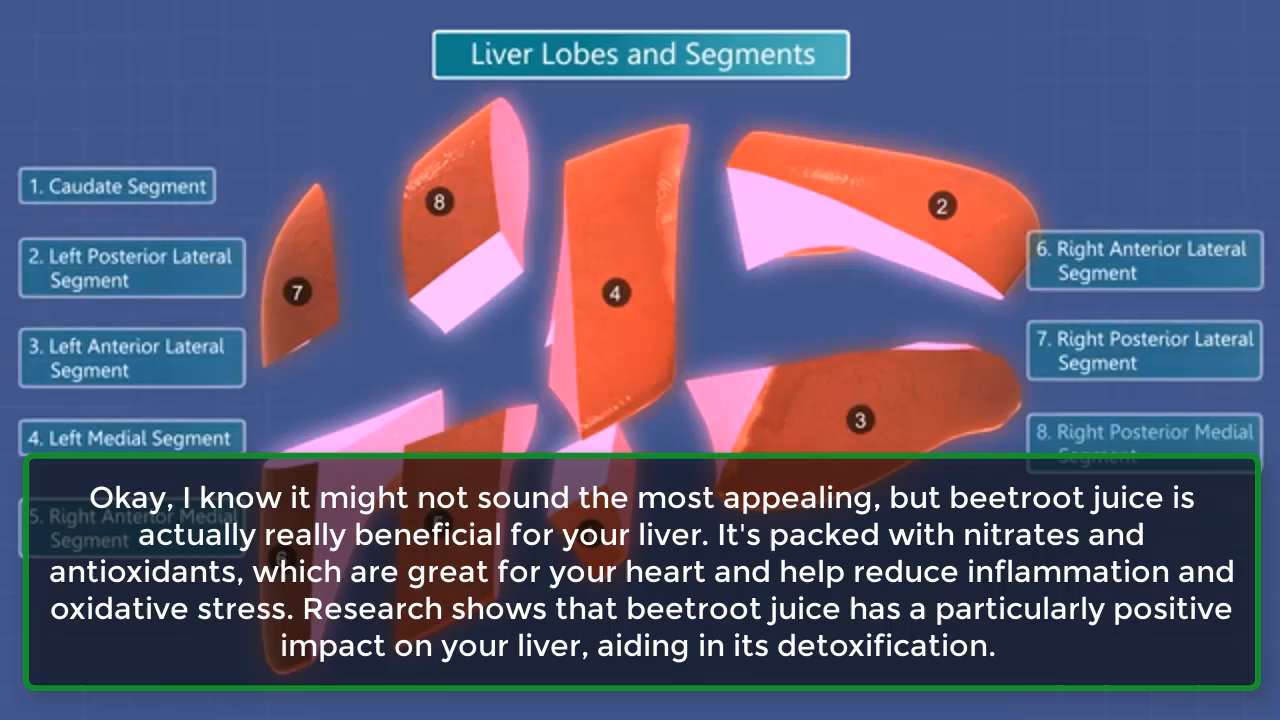 Liver Lobes and Segments
1. Caudate Segment
2. Left Posterior Lateral
Segment
3. Left Anterior Lateral
Segment
4. Left Medial Segment
5. Right Anterior Medial
Segment
6. Right Anterior Lateral
Segment
7. Right Posterior Lateral
Segment
8. Right Posterior Medial
Segment
7
8
4
2
3
5
6
Okay, I know it might not sound the most appealing, but beetroot juice is
actually really beneficial for your liver. It's packed with nitrates and
antioxidants, which are great for your heart and help reduce inflammation and
oxidative stress. Research shows that beetroot juice has a particularly positive
impact on your liver, aiding in its detoxification.